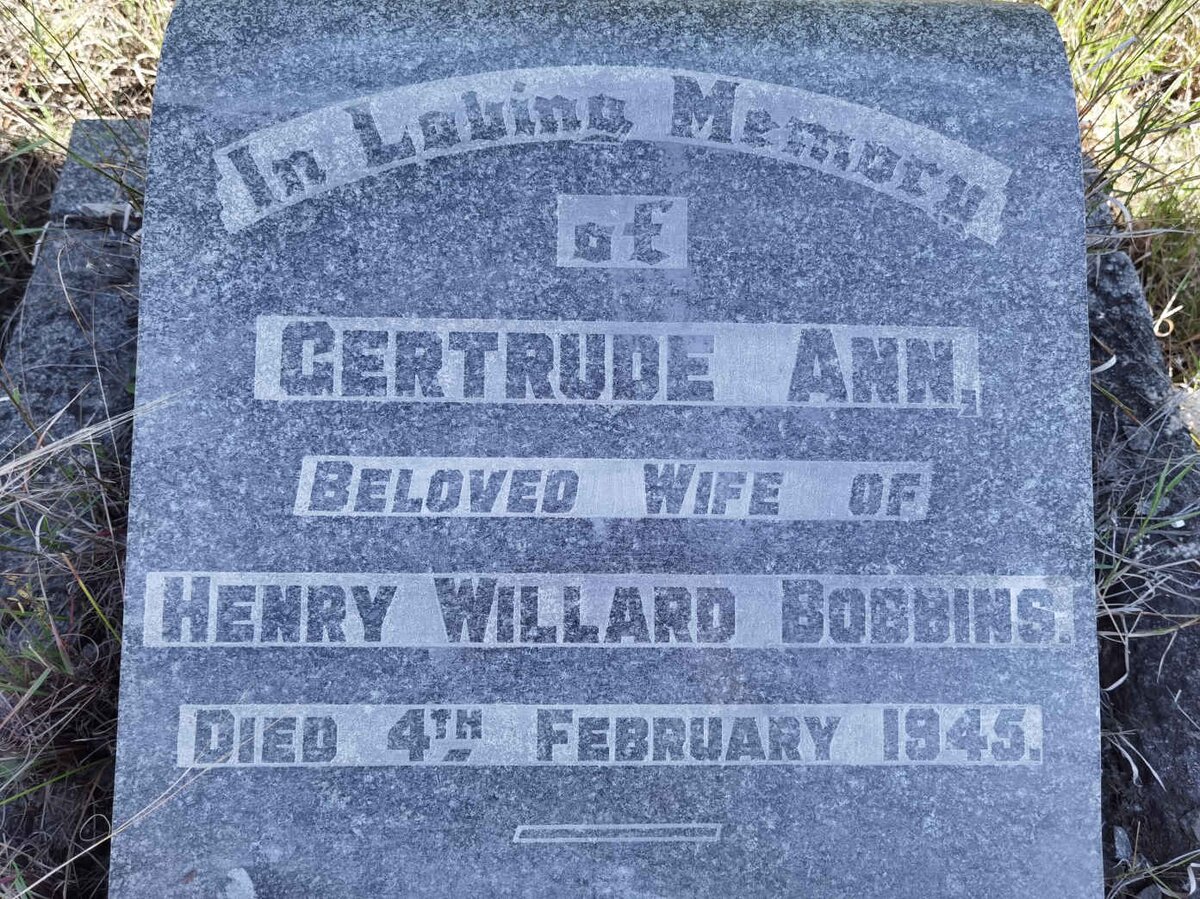 In Loving Memory
of
GERTRUDE ANN,
BELOVED WIFE OF
HENRY WILLARD BOBBINS.
DIED 4TH FEBRUARY 1945.